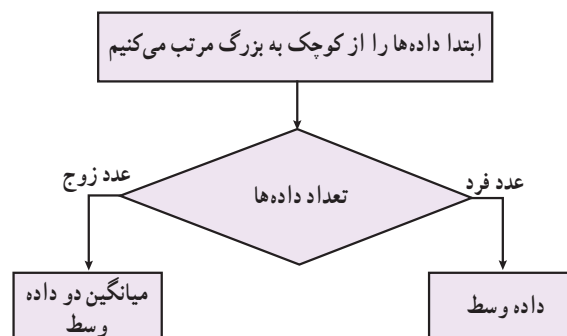 ابتدا داده‌ها را از کوچک به بزرگ مرتب می‌کنیم
تعداد داده‌ها
عدد فرد
عدد زوج
داده وسط
میانگین دو داده
وسط